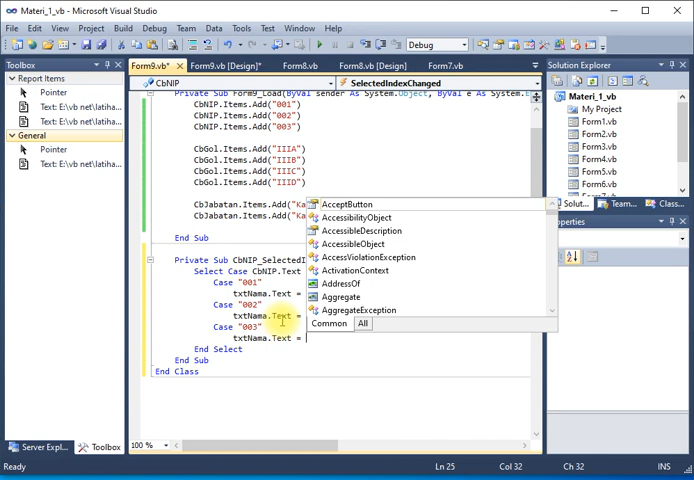 Materi_1_vb - Microsoft Visual Studio
File Edit View Project Build Debug Team Data Tools Test Window Help
Debug
Toolbox
Report Items
Pointer
Text: E:\vb net\latiha...
Text: E:\vb net\latiha...
General
Pointer
Text: E:\vb net\latiha...
Server Expl... Toolbox
Form9.vb* Form9.vb [Design]* Form8.vb Form8.vb [Design] Form7.vb
CbNIP SelectedIndexChanged
Private Sub Form9_Load(ByVal sender As System.Object, ByVal e As System.E
CbNIP.Items.Add("001")
CbNIP.Items.Add("002")
CbNIP.Items.Add("003")
CbGol.Items.Add("IIIA")
CbGol.Items.Add("IIIB")
CbGol.Items.Add("IIIC")
CbGol.Items.Add("IIID")
CbJabatan.Items.Add("Ka
CbJabatan.Items.Add("Ka
End Sub
Private Sub CbNIP_SelectedI
Select Case CbNIP.Text
Case "001"
txtNama.Text =
Case "002"
txtNama.Text =
Case "003"
txtNama.Text =
End Select
End Sub
End Class
AcceptButton
AccessibilityObject
AccessibleDescription
AccessibleObject
AccessViolationException
ActivationContext
AddressOf
Aggregate
AggregateException
Common All
100 %
Solution Explorer
Materi_1_vb
My Project
Form1.vb
Form2.vb
Form3.vb
Form4.vb
Form5.vb
Form6.vb
Solut... Team... Class...
roperties
Ready Ln 25 Col 32 Ch 32 INS